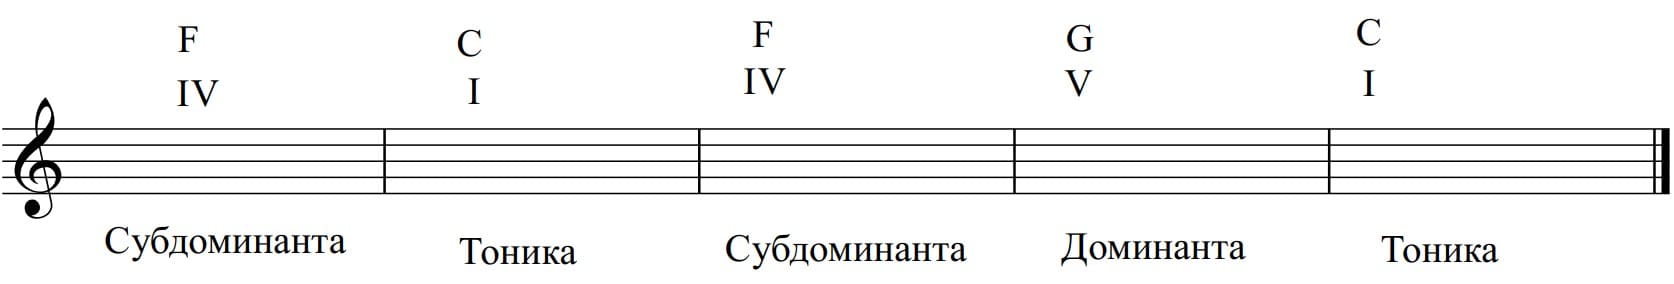 F C F G C
IV I IV V I
Субдоминанта Тоника Субдоминанта Доминанта Тоника